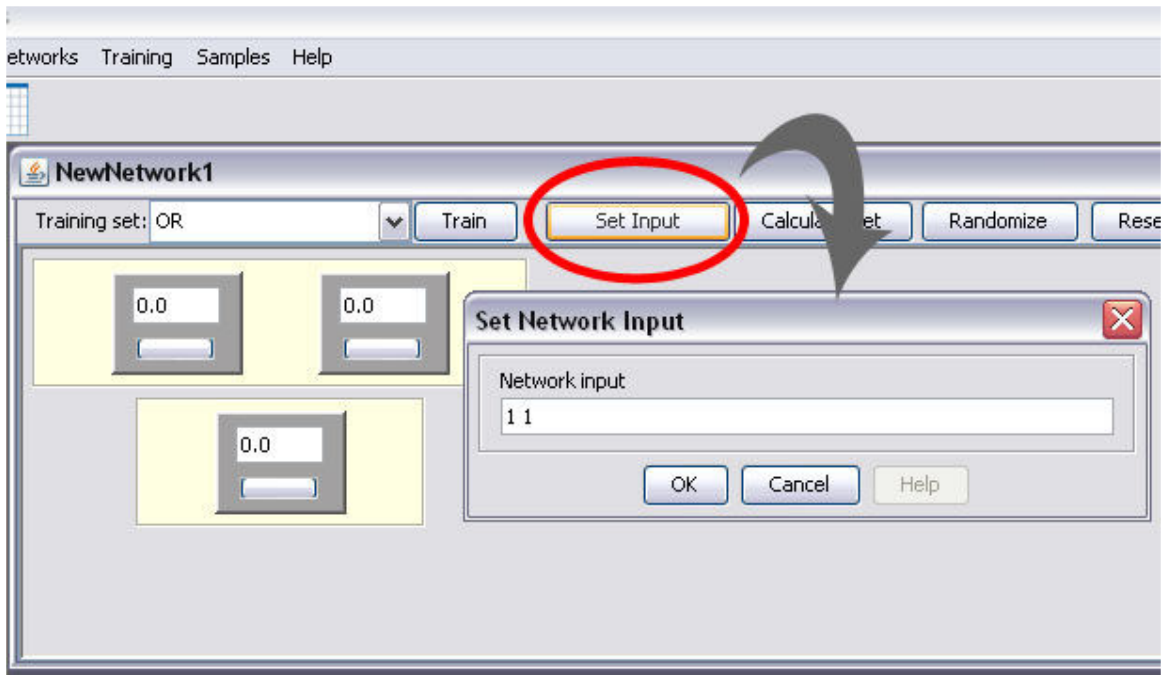 etworks Training Samples Help
NewNetwork1
Training set: OR Train Set Input Randomize Rese
0.0 0.0
Set Network Input
Network input
1 1
0.0
OK Cancel Help